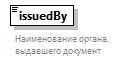 issuedBy
Наименование органа,
выдавшего документ